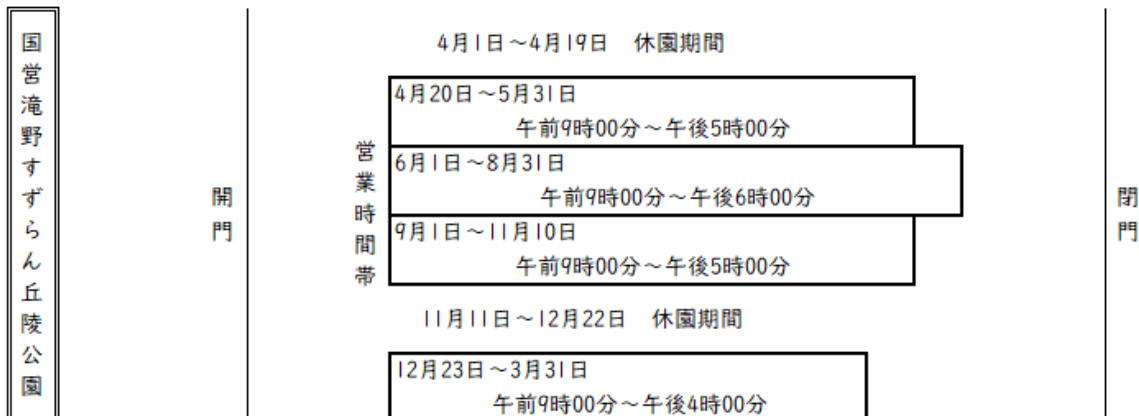 国営滝野すずらん丘陵公園
開門
営業時間帯
4月1日～4月19日　休園期間
4月20日～5月31日
午前9時00分～午後5時00分
6月1日～8月31日
午前9時00分～午後6時00分
9月1日～11月10日
午前9時00分～午後5時00分
11月11日～12月22日　休園期間
12月23日～3月31日
午前9時00分～午後4時00分
閉門